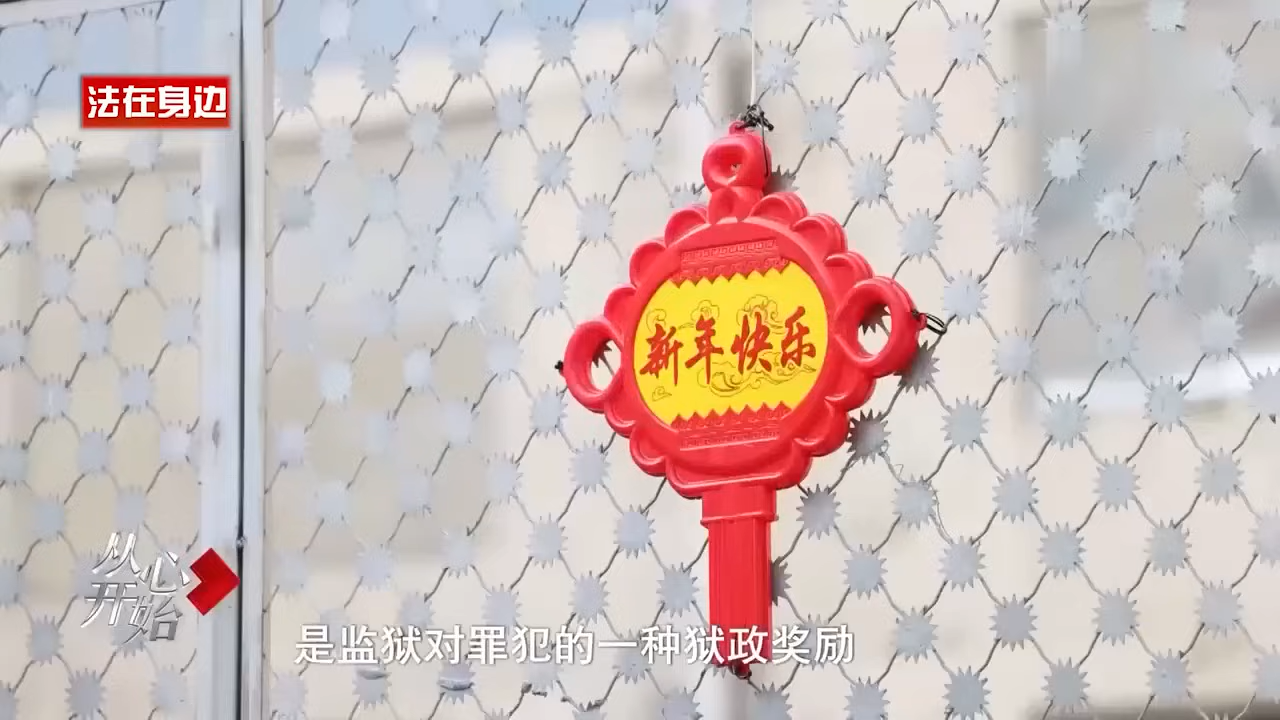 法在身边
新年快乐
从心
开始
是监狱对罪犯的一种狱政奖励